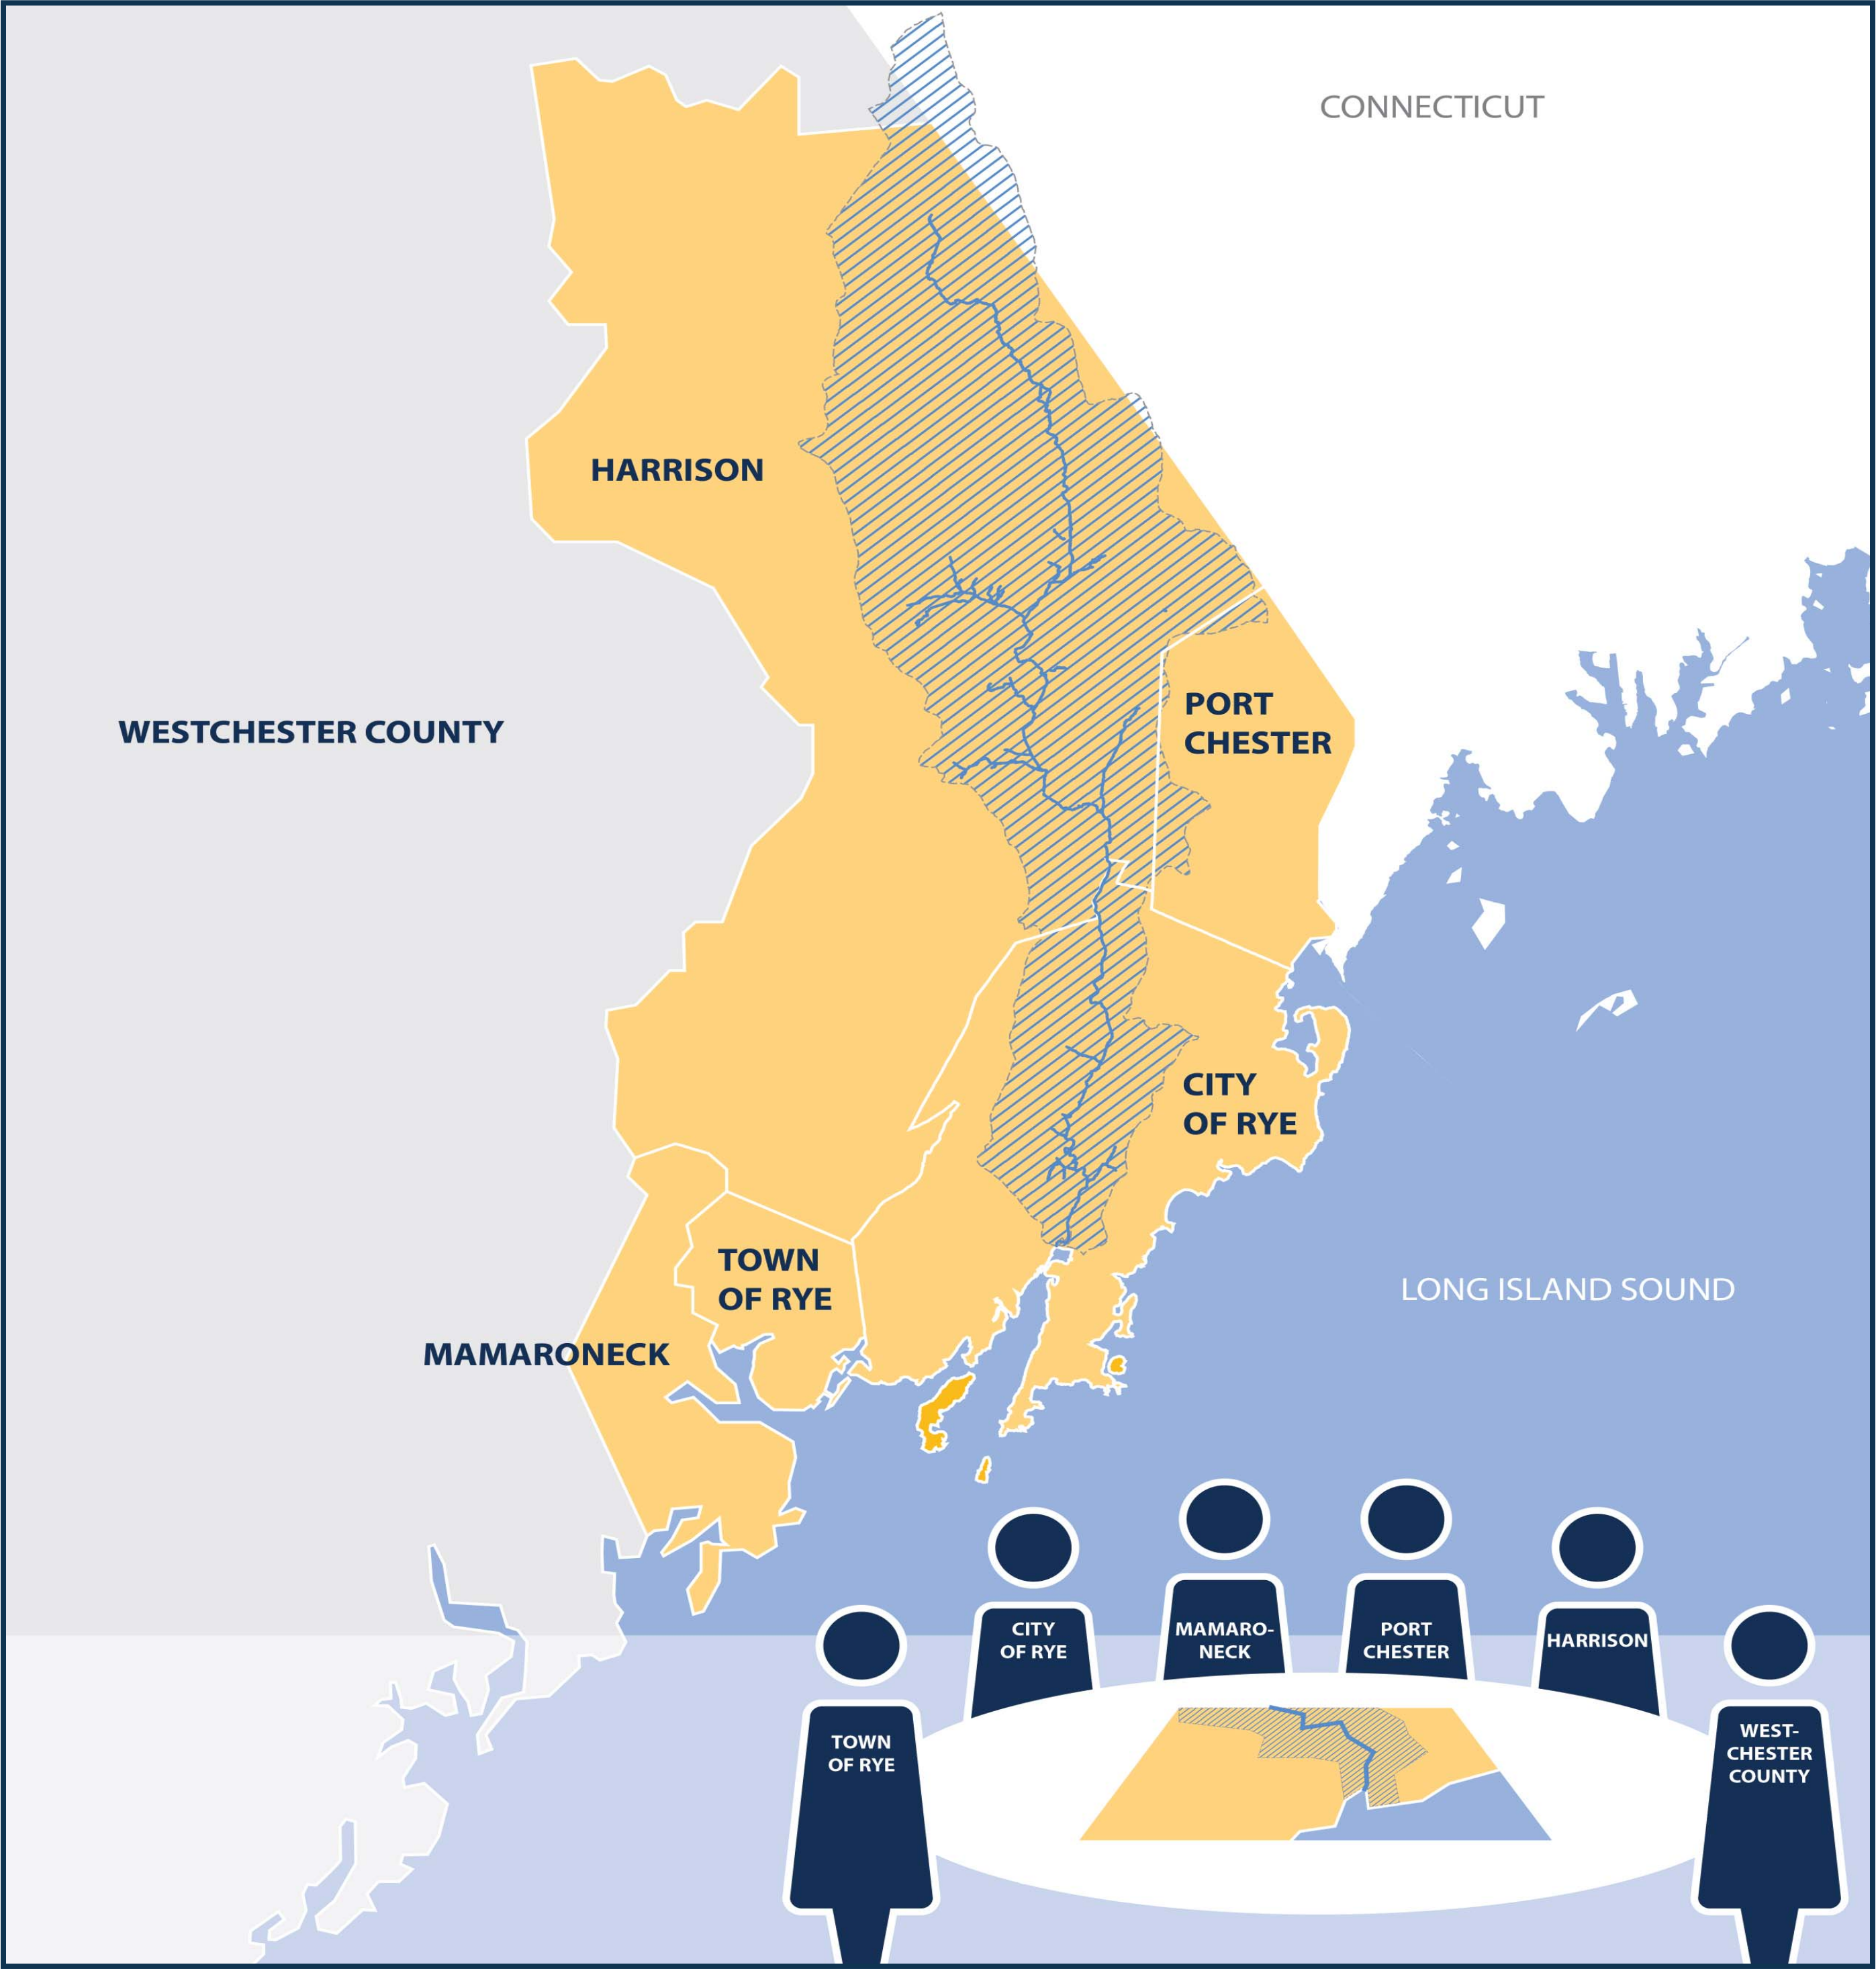 CONNECTICUT
HARRISON
PORT
CHESTER
WESTCHESTER COUNTY
CITY
OF RYE
TOWN
OF RYE
LONG ISLAND SOUND
MAMARONECK
CITY
OF RYE
MAMARO-
NECK
PORT
CHESTER
HARRISON
TOWN
OF RYE
WEST-
CHESTER
COUNTY